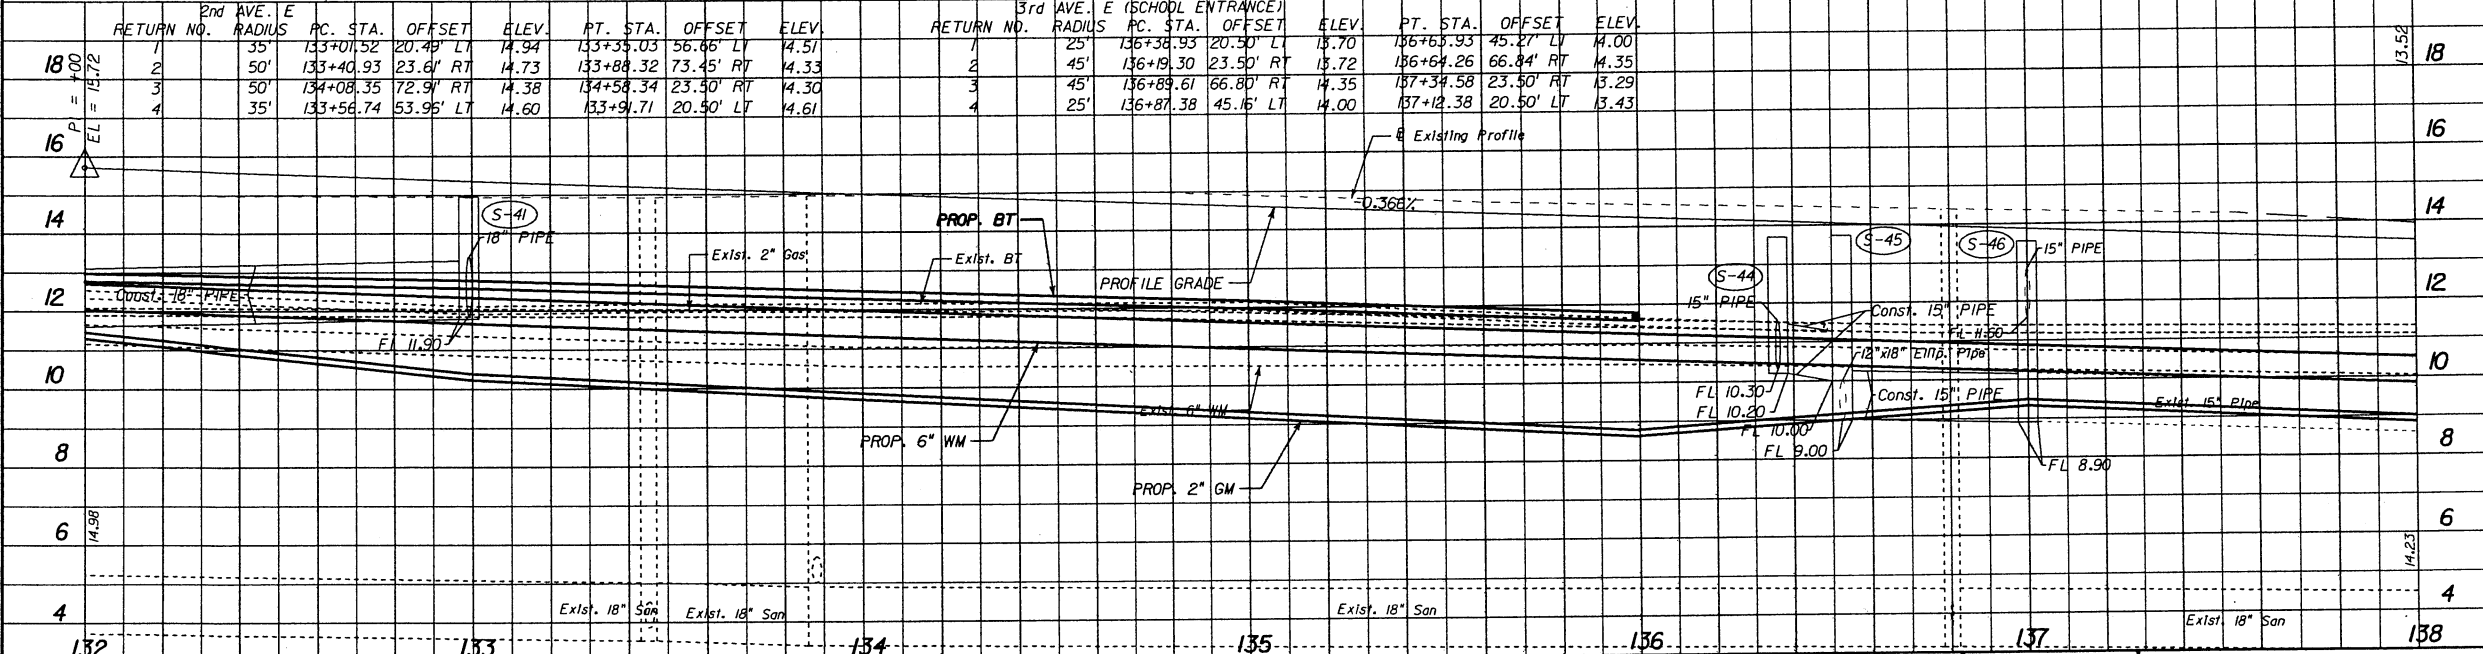 2nd AVE. E
RETURN NO. RADIUS PC. STA. OFFSET ELEV. PT. STA. OFFSET ELEV.
1 35' 133+01.52 20.49' LT 14.94 133+35.03 56.66' LT 14.51
2 50' 133+40.93 23.61' RT 14.73 133+88.32 73.45' RT 14.33
3 50' 134+08.35 72.91' RT 14.38 134+58.34 23.50' RT 14.30
4 35' 133+56.74 53.95' LT 14.60 133+91.71 20.50' LT 14.61
3rd AVE. E (SCHOOL ENTRANCE)
RETURN NO. RADIUS PC. STA. OFFSET ELEV. PT. STA. OFFSET ELEV.
1 25' 136+38.93 20.50' LT 13.70 136+63.93 45.27' LT 14.00
2 45' 136+19.30 23.50' RT 13.72 136+64.26 66.84' RT 14.35
3 45' 136+89.61 66.80' RT 14.35 137+34.58 23.50' RT 13.29
4 25' 136+87.38 45.16' LT 14.00 137+12.38 20.50' LT 13.43
18
PI = +00
EL = 15.72
13.52
18
16
Existing Profile
16
14
S-41
18" PIPE
PROP. BT
-0.368%
14
Exist. 2" Gas
Exist. BT
PROFILE GRADE
S-44
S-45
S-46
15" PIPE
12
Const. 18" PIPE
15" PIPE
Const. 15" PIPE
12
FL 11.90
FL 11.60
12"x18" Ellip. Pipe
10
FL 10.30
FL 10.20
Const. 15" PIPE
Exist. 15" Pipe
10
Exist. 6" WM
PROP. 6" WM
FL 10.00
FL 9.00
8
FL 8.90
8
PROP. 2" GM
6
14.98
14.23
6
4
Exist. 18" San
Exist. 18" San
Exist. 18" San
Exist. 18" San
4
132 133 134 135 136 137 138